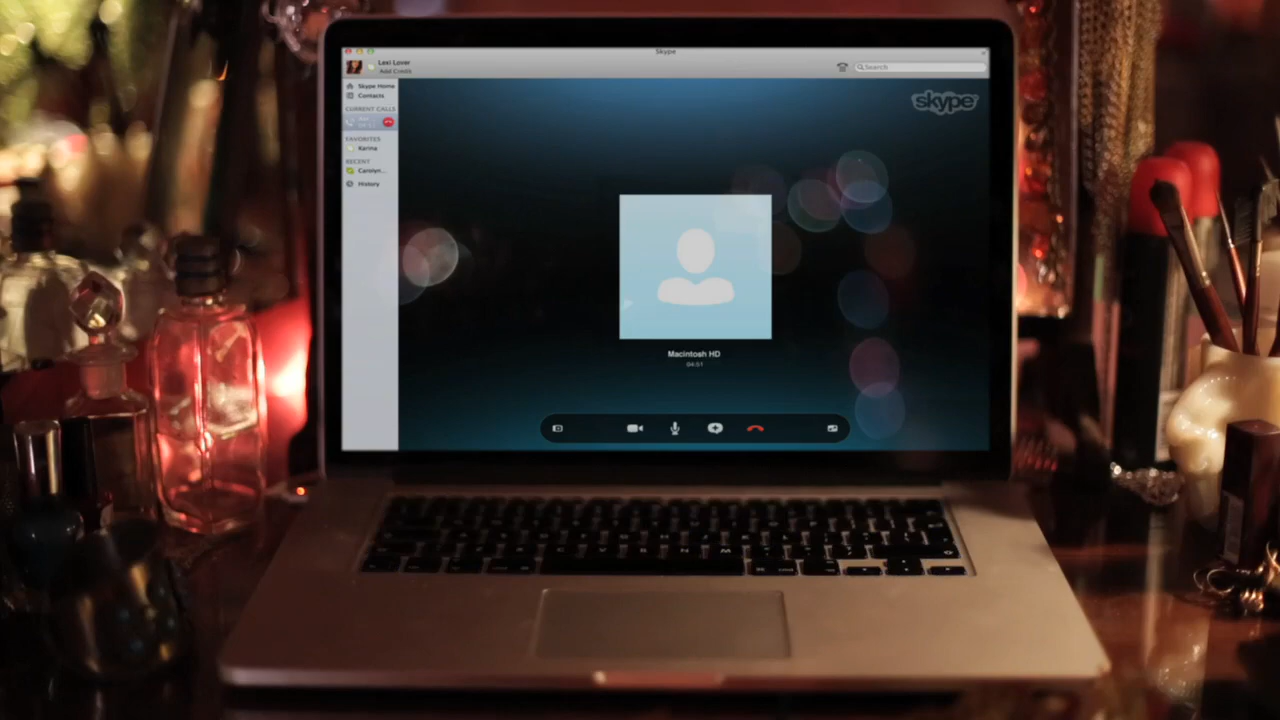 Skype
Lexi Lover
Add Credit
Search
Skype Home
Contacts
CURRENT CALLS
FAVORITES
Karina
RECENT
Carolyn...
History
skype
Macintosh HD
04:51